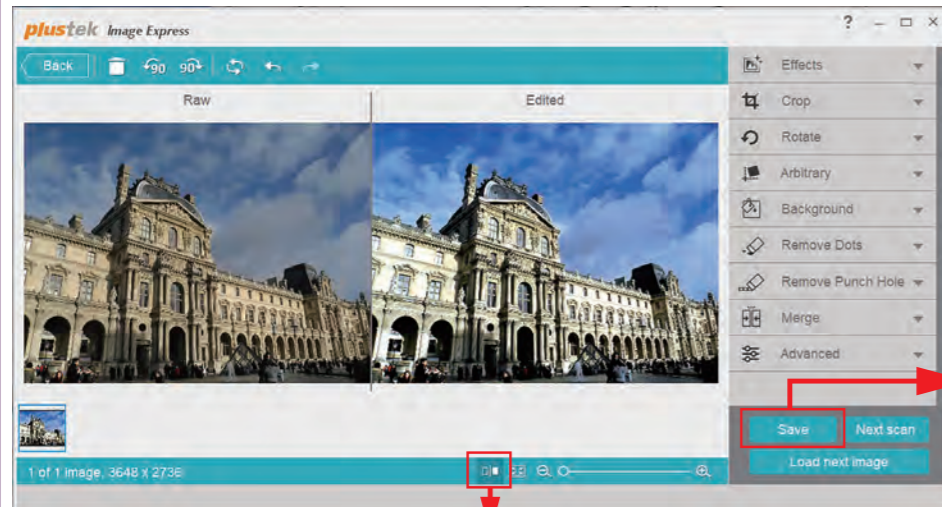 plustek Image Express
?
Back
90 90
Raw Edited
Effects
Crop
Rotate
Arbitrary
Background
Remove Dots
Remove Punch Hole
Merge
Advanced
Save Next scan
Load next image
1 of 1 image, 3648 x 2736